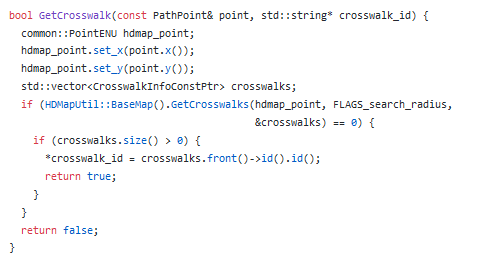 bool GetCrosswalk(const PathPoint& point, std::string* crosswalk_id) {
  common::PointENU hdmap_point;
  hdmap_point.set_x(point.x());
  hdmap_point.set_y(point.y());
  std::vector<CrosswalkInfoConstPtr> crosswalks;
  if (HDMapUtil::BaseMap().GetCrosswalks(hdmap_point, FLAGS_search_radius,
                                         &crosswalks) == 0) {
    if (crosswalks.size() > 0) {
      *crosswalk_id = crosswalks.front()->id().id();
      return true;
    }
  }
  return false;
}